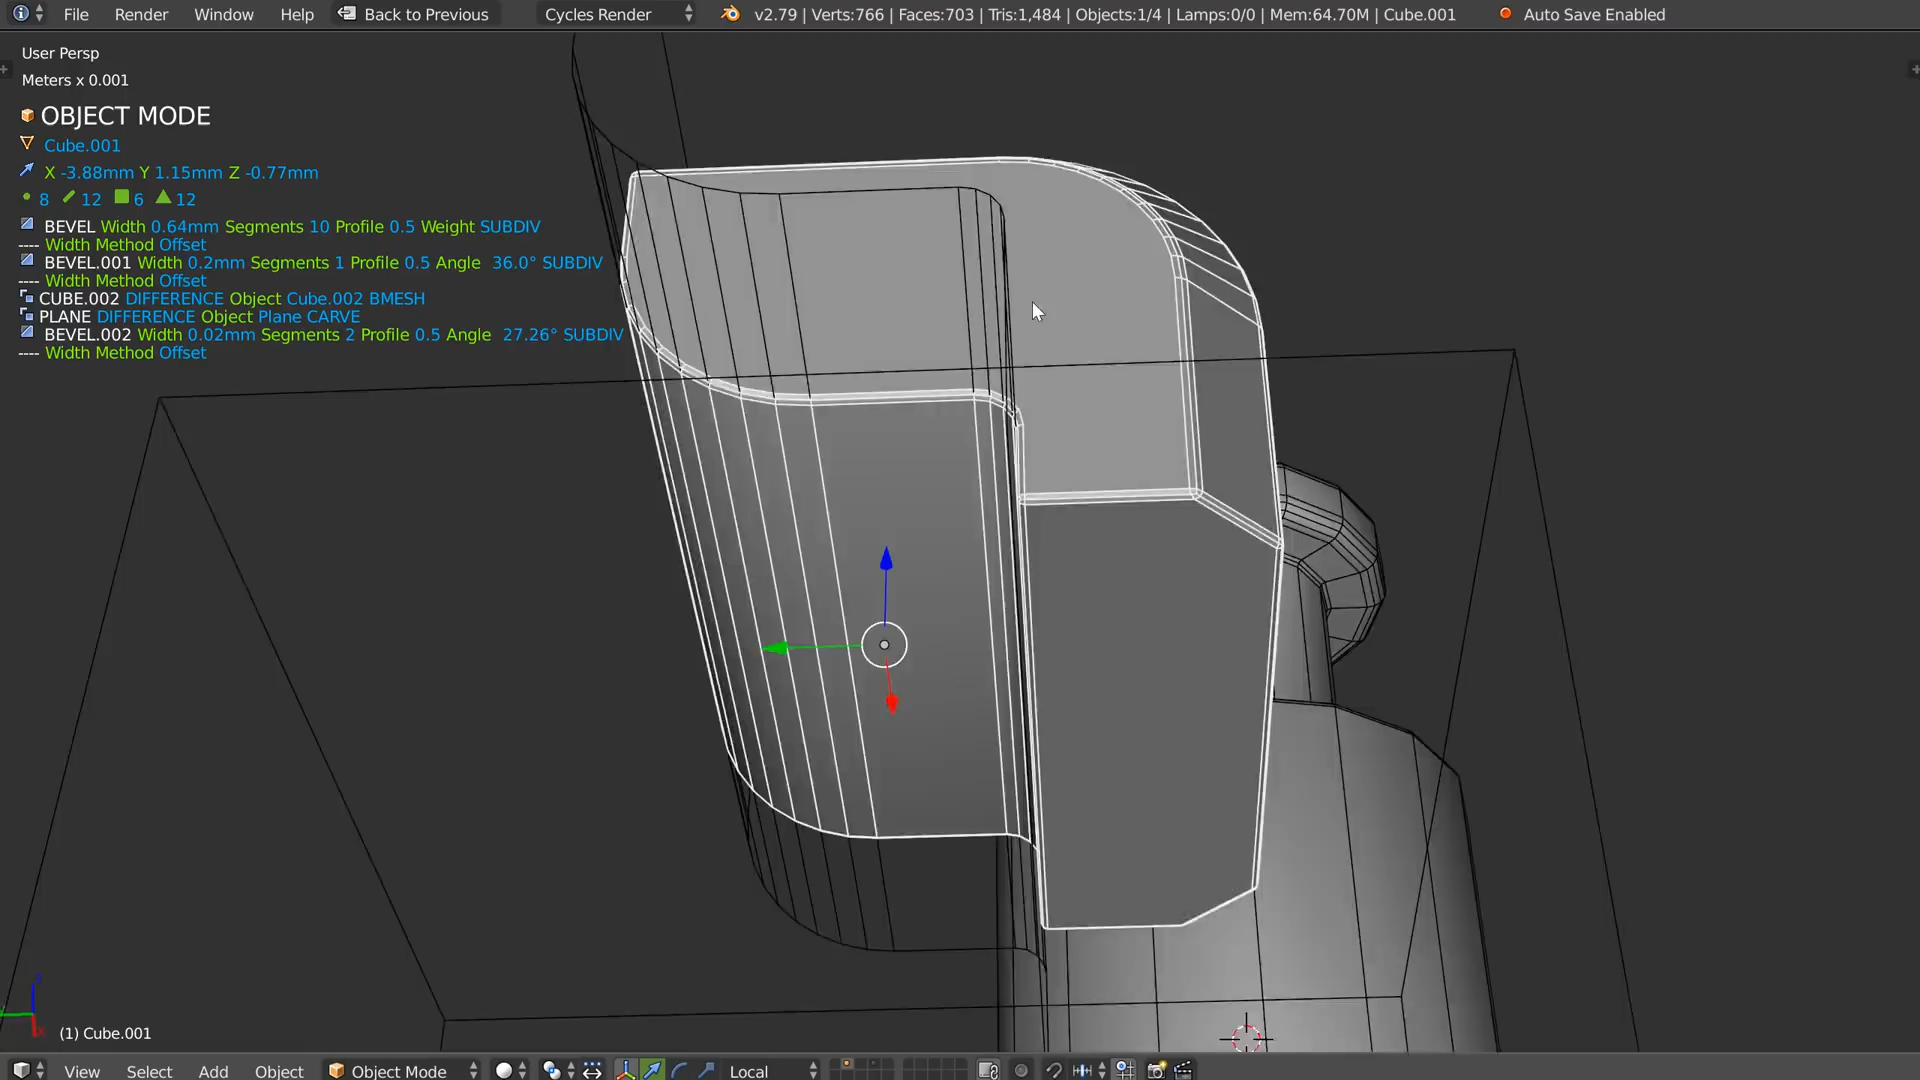 File Render Window Help Back to Previous Cycles Render v2.79 | Verts:766 | Faces:703 | Tris:1,484 | Objects:1/4 | Lamps:0/0 | Mem:64.70M | Cube.001 Auto Save Enabled
User Persp
Meters x 0.001
OBJECT MODE
Cube.001
X -3.88mm Y 1.15mm Z -0.77mm
8 12 6 12
BEVEL Width 0.64mm Segments 10 Profile 0.5 Weight SUBDIV
---- Width Method Offset
BEVEL.001 Width 0.2mm Segments 1 Profile 0.5 Angle 36.0° SUBDIV
---- Width Method Offset
CUBE.002 DIFFERENCE Object Cube.002 BMESH
PLANE DIFFERENCE Object Plane CARVE
BEVEL.002 Width 0.02mm Segments 2 Profile 0.5 Angle 27.26° SUBDIV
---- Width Method Offset
(1) Cube.001
View Select Add Object Object Mode Local